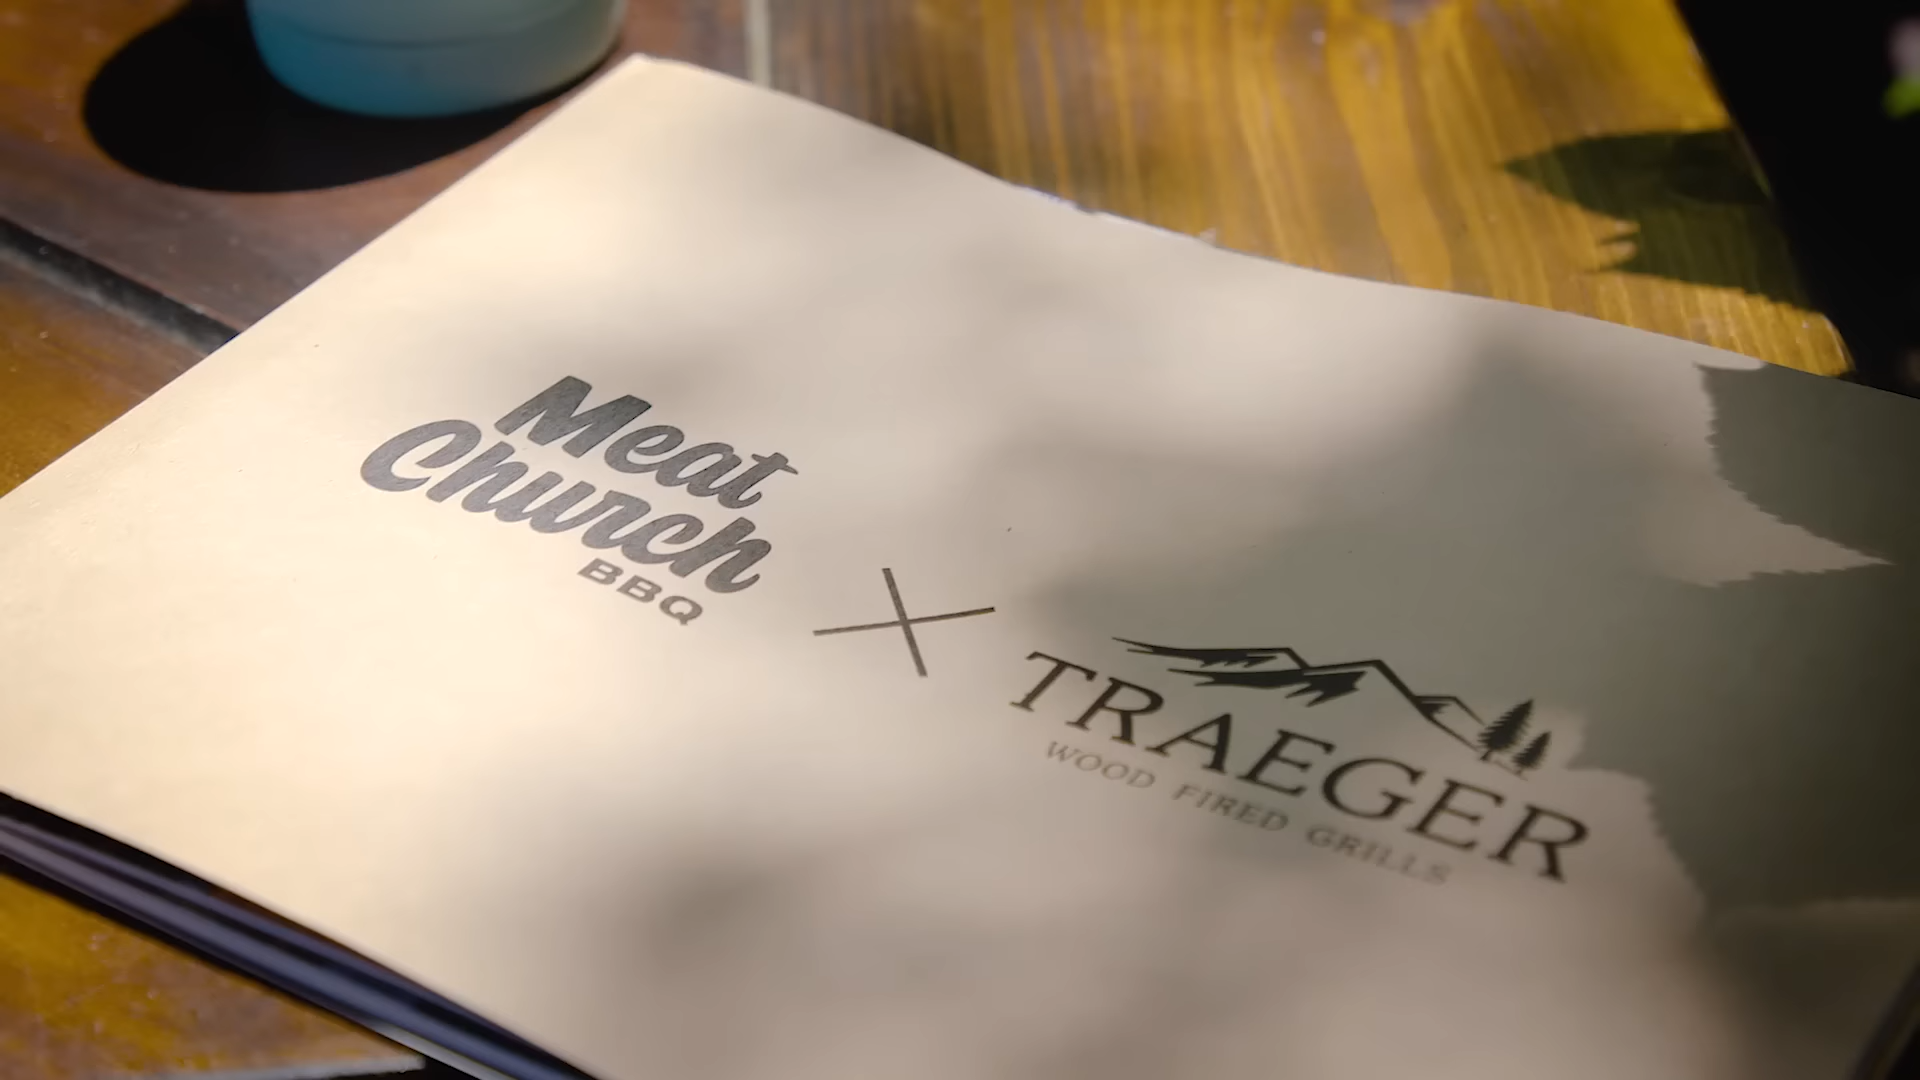 Meat
Church
BBQ
X
TRAEGER
WOOD FIRED GRILLS